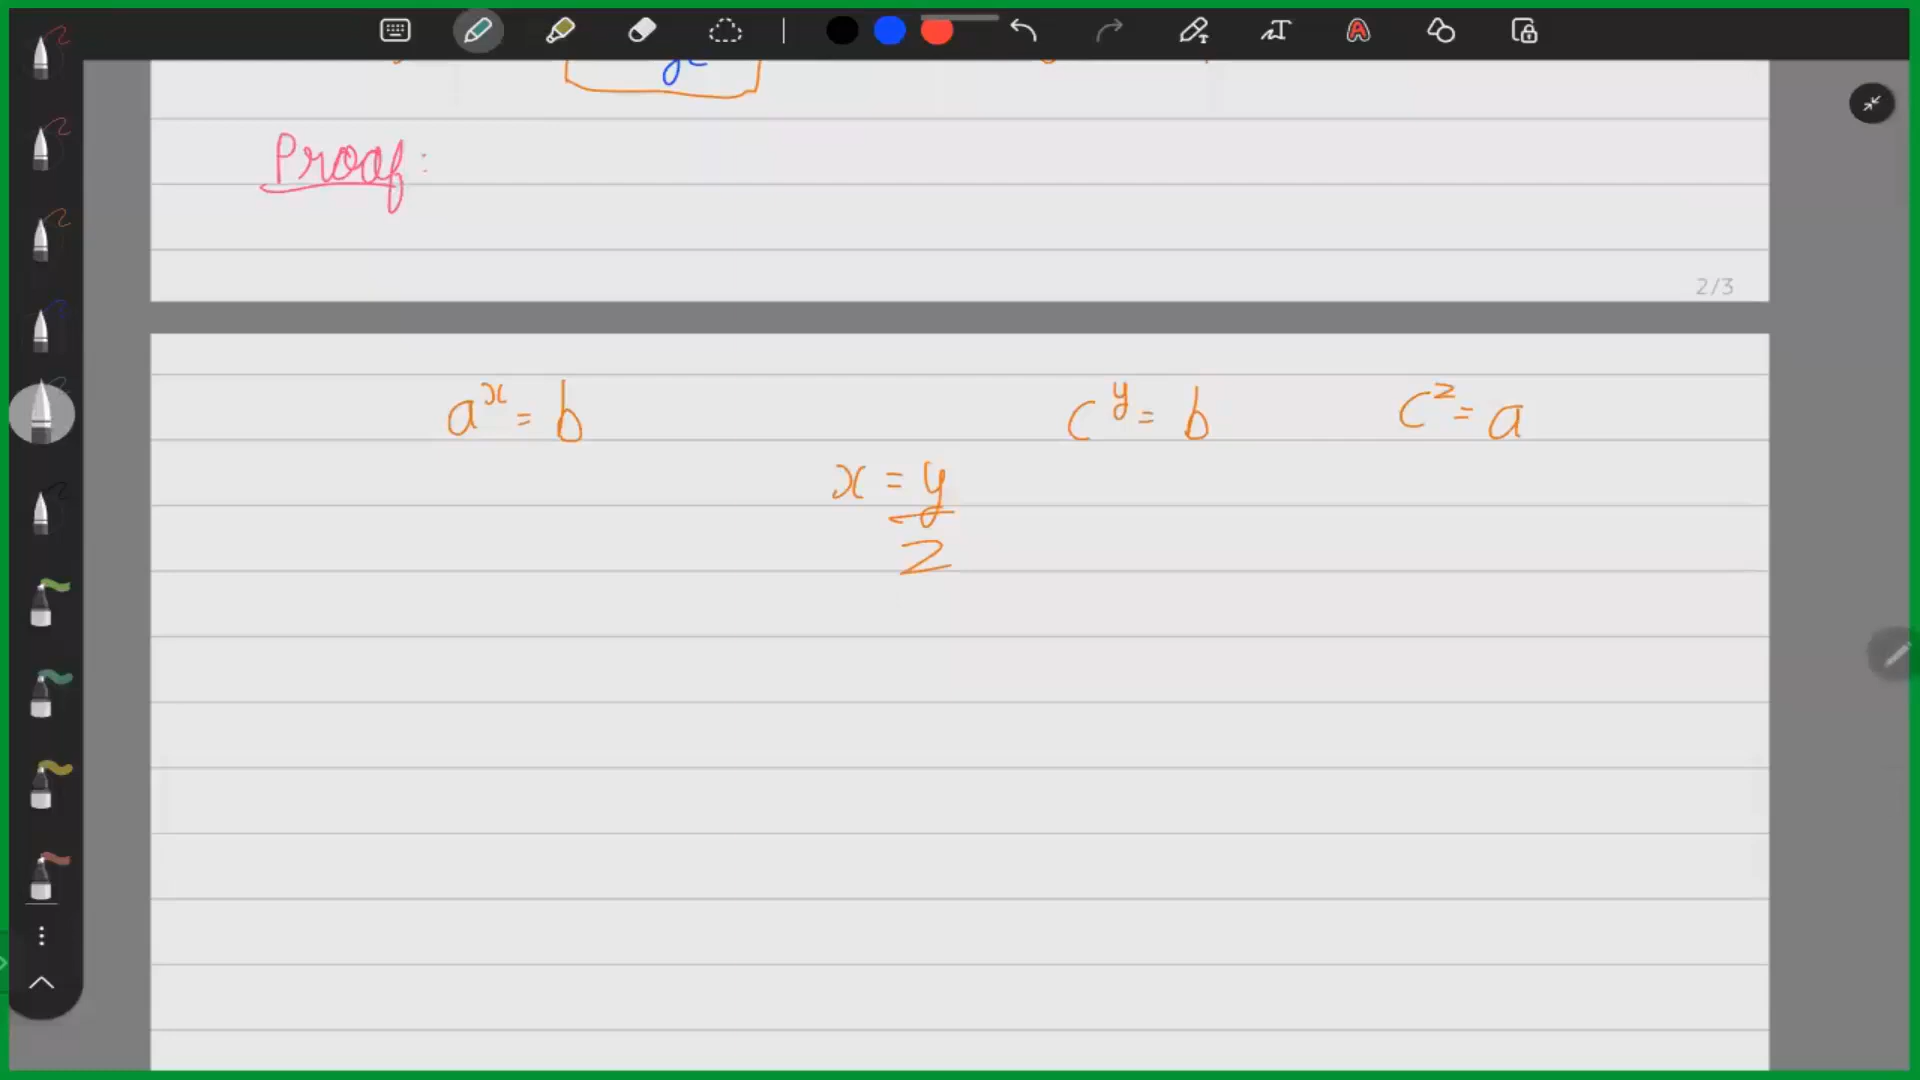 Proof:
2/3
a^x = b c^y = b c^z = a
x = y
z